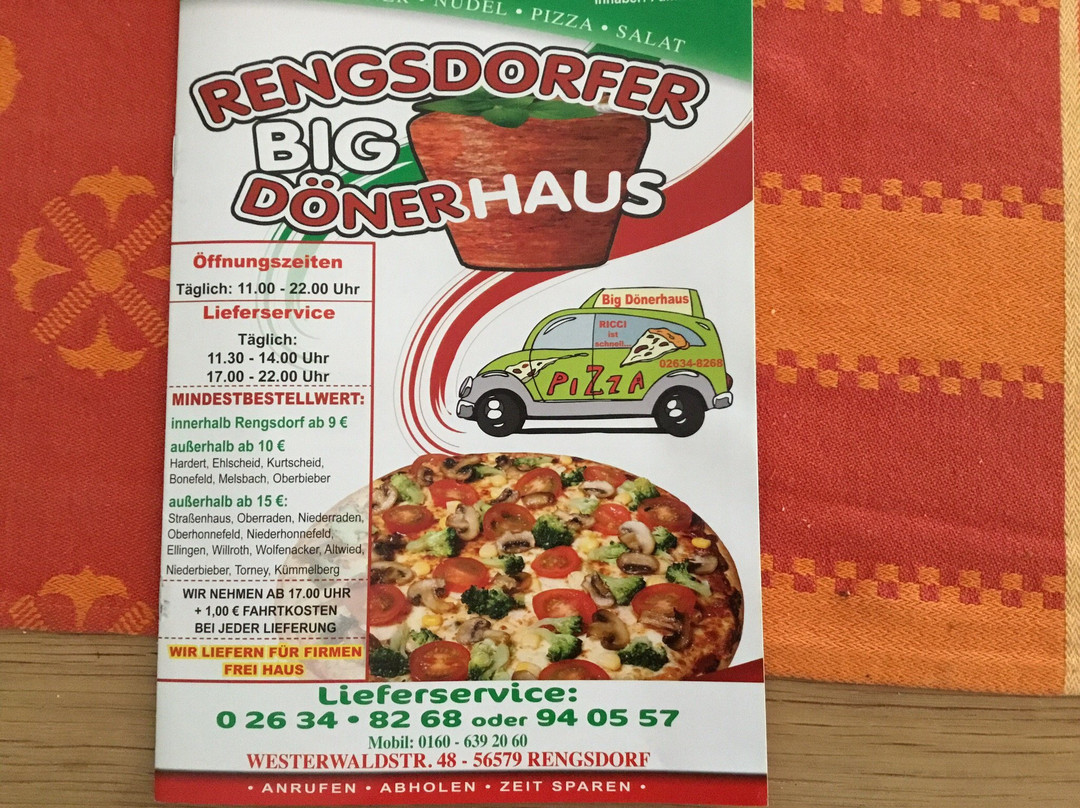 NUDEL • PIZZA • SALAT
RENGSDORFER
BIG
DÖNERHAUS
Öffnungszeiten
Täglich: 11.00 - 22.00 Uhr
Lieferservice
Täglich:
11.30 - 14.00 Uhr
17.00 - 22.00 Uhr
MINDESTBESTELLWERT:
innerhalb Rengsdorf ab 9 €
außerhalb ab 10 €
Hardert, Ehlscheid, Kurtscheid,
Bonefeld, Melsbach, Oberbieber
außerhalb ab 15 €:
Straßenhaus, Oberraden, Niederraden,
Oberhonnefeld, Niederhonnefeld,
Ellingen, Willroth, Wolfenacker, Altwied,
Niederbieber, Torney, Kümmelberg
WIR NEHMEN AB 17.00 UHR
+ 1,00 € FAHRTKOSTEN
BEI JEDER LIEFERUNG
WIR LIEFERN FÜR FIRMEN
FREI HAUS
Big Dönerhaus
RICCI
ist
schnell...
02634-8268
PIZZA
Lieferservice:
0 26 34 • 82 68 oder 94 05 57
Mobil: 0160 - 639 20 60
WESTERWALDSTR. 48 - 56579 RENGSDORF
• ANRUFEN • ABHOLEN • ZEIT SPAREN •